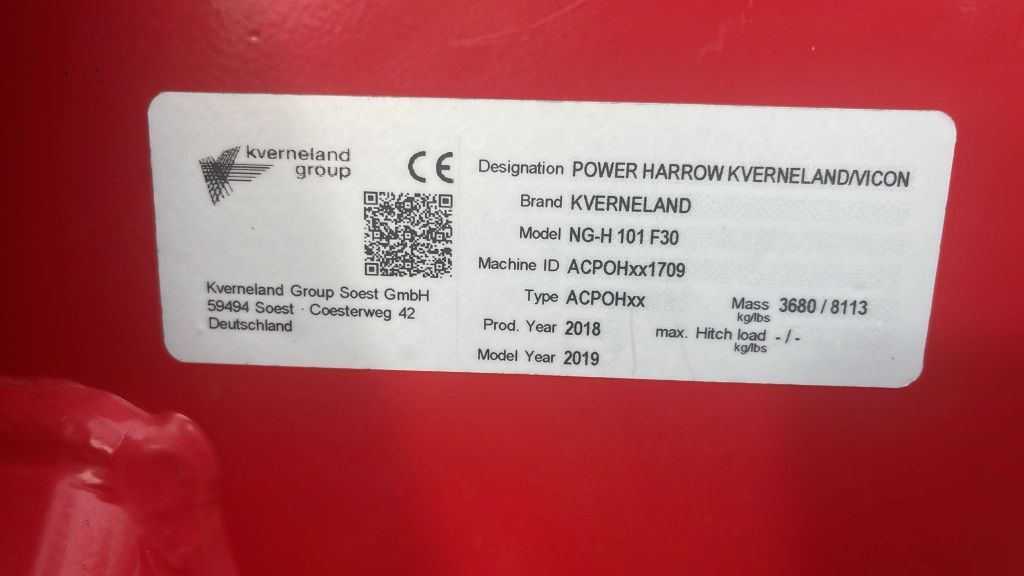 kverneland
group
CE
Kverneland Group Soest GmbH
59494 Soest · Coesterweg 42
Deutschland
Designation POWER HARROW KVERNELAND/VICON
Brand KVERNELAND
Model NG-H 101 F30
Machine ID ACPOHxx1709
Type ACPOHxx
Mass 3680 / 8113
kg/lbs
Prod. Year 2018
max. Hitch load - / -
kg/lbs
Model Year 2019